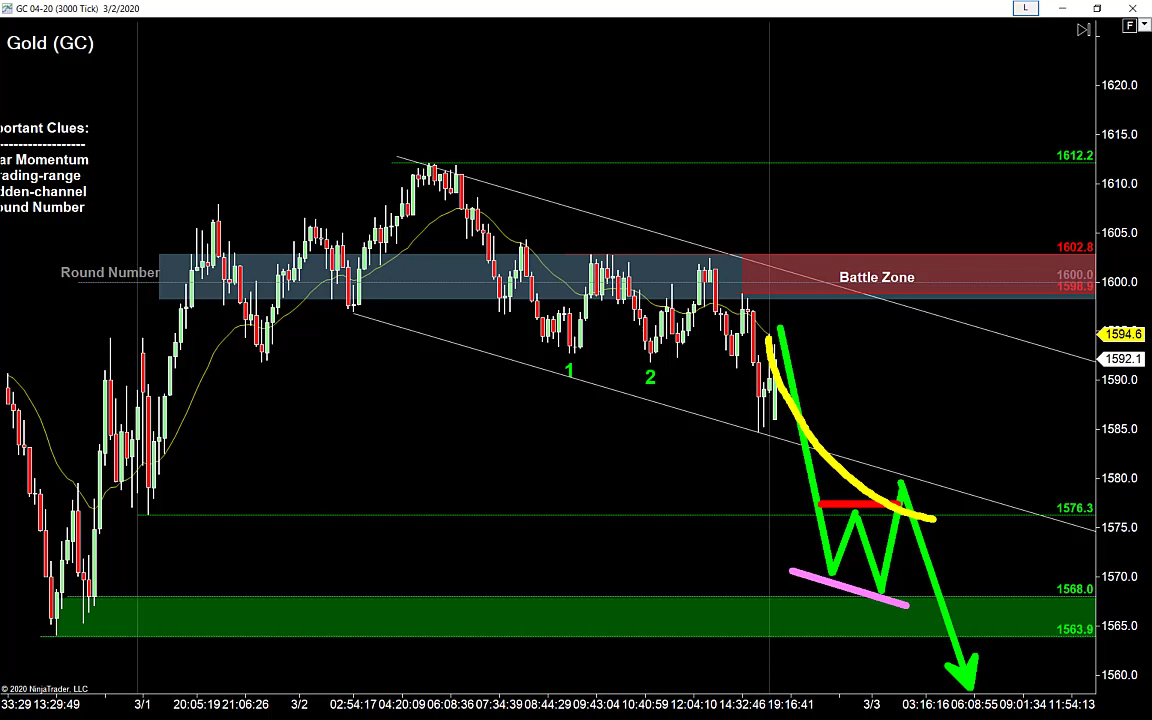 GC 04-20 (3000 Tick) 3/2/2020
L
F
Gold (GC)
portant Clues:
-----------------
ar Momentum
rading-range
dden-channel
ound Number
Round Number
Battle Zone
1
2
1612.2
1602.8
1600.0
1598.9
1576.3
1568.0
1563.9
1620.0
1615.0
1610.0
1605.0
1600.0
1594.6
1592.1
1590.0
1585.0
1580.0
1575.0
1570.0
1565.0
1560.0
© 2020 NinjaTrader, LLC
33:29 13:29:49 3/1 20:05:19 21:06:26 3/2 02:54:17 04:20:09 06:08:36 07:34:39 08:44:29 09:43:04 10:40:59 12:04:10 14:32:46 19:16:41 3/3 03:16:16 06:08:55 09:01:34 11:54:13